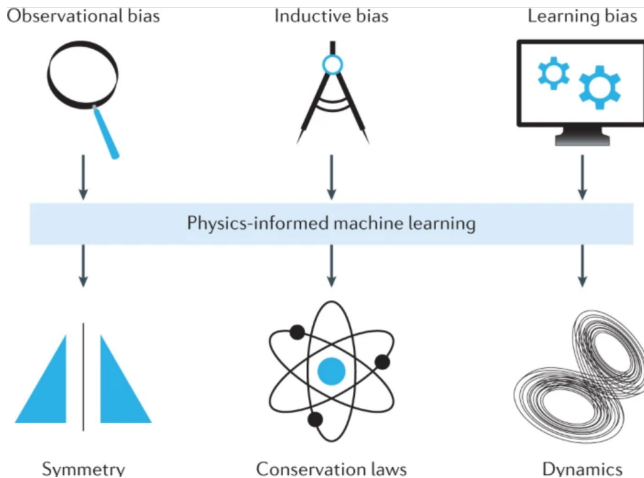 Observational bias
Inductive bias
Learning bias
Physics-informed machine learning
Symmetry
Conservation laws
Dynamics